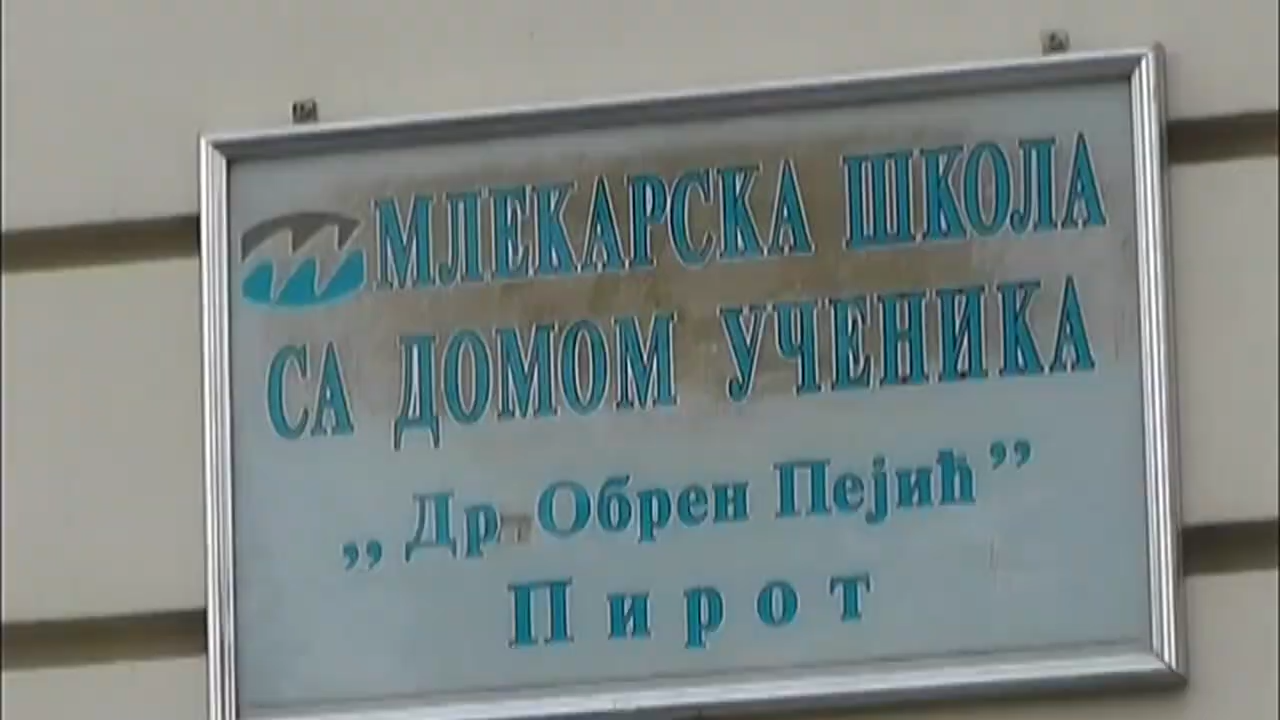 МЛЕКАРСКА ШКОЛА
СА ДОМОМ УЧЕНИКА
,,Др. Обрен Пејић”
Пирот